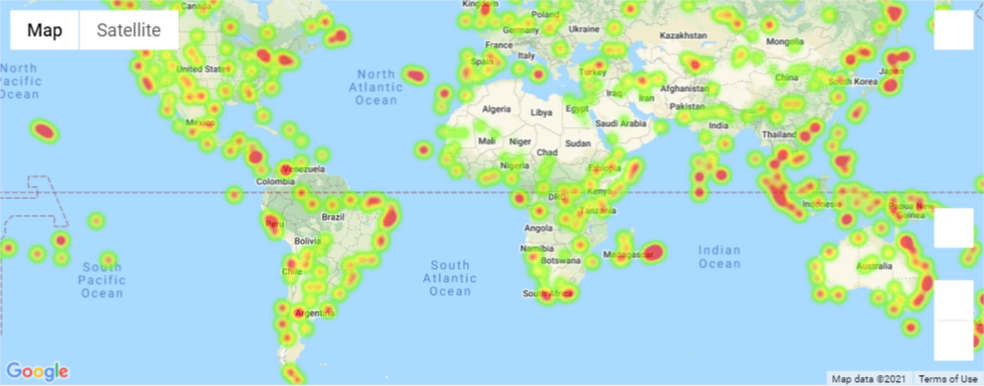 Map
Satellite
Canada
Kingdom
Poland
Germany
Ukraine
Kazakhstan
Mongolia
France
Italy
Spain
Turkey
North
Pacific
Ocean
United States
North
Atlantic
Ocean
China
South Korea
Japan
Afghanistan
Iraq
Iran
Pakistan
Algeria
Libya
Egypt
Saudi Arabia
India
Thailand
Mexico
Mali
Niger
Chad
Sudan
Nigeria
Ethiopia
Venezuela
Colombia
DRC
Kenya
Tanzania
Indonesia
Papua New
Guinea
Peru
Brazil
Bolivia
Angola
Namibia
Botswana
Madagascar
Indian
Ocean
Australia
South
Pacific
Ocean
South
Atlantic
Ocean
Chile
Argentina
South Africa
Google
Map data ©2021
Terms of Use